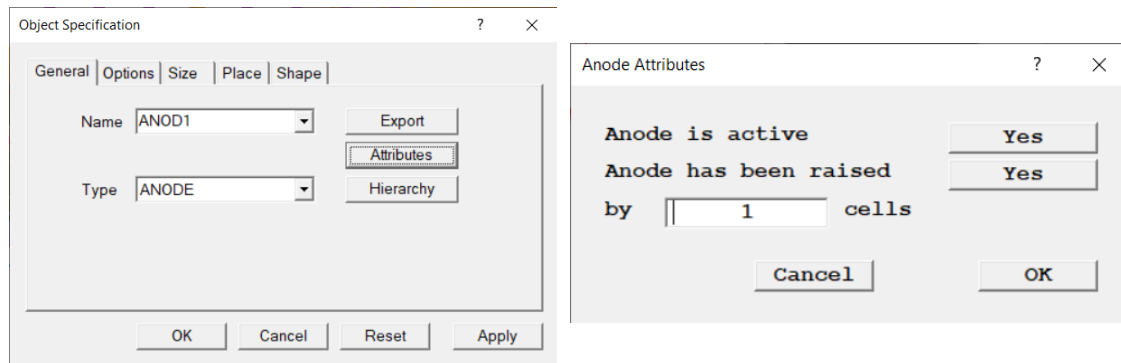 Object Specification ? ×
General Options Size Place Shape
Name ANOD1 Export
Attributes
Type ANODE Hierarchy
OK Cancel Reset Apply
Anode Attributes ? ×
Anode is active Yes
Anode has been raised Yes
by 1 cells
Cancel OK